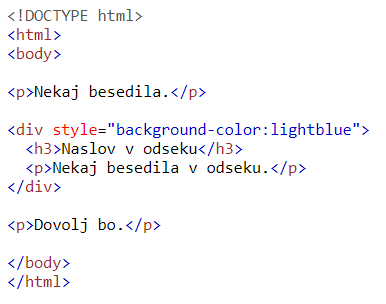 <!DOCTYPE html>
<html>
<body>
<p>Nekaj besedila.</p>
<div style="background-color:lightblue">
<h3>Naslov v odseku</h3>
<p>Nekaj besedila v odseku.</p>
</div>
<p>Dovolj bo.</p>
</body>
</html>